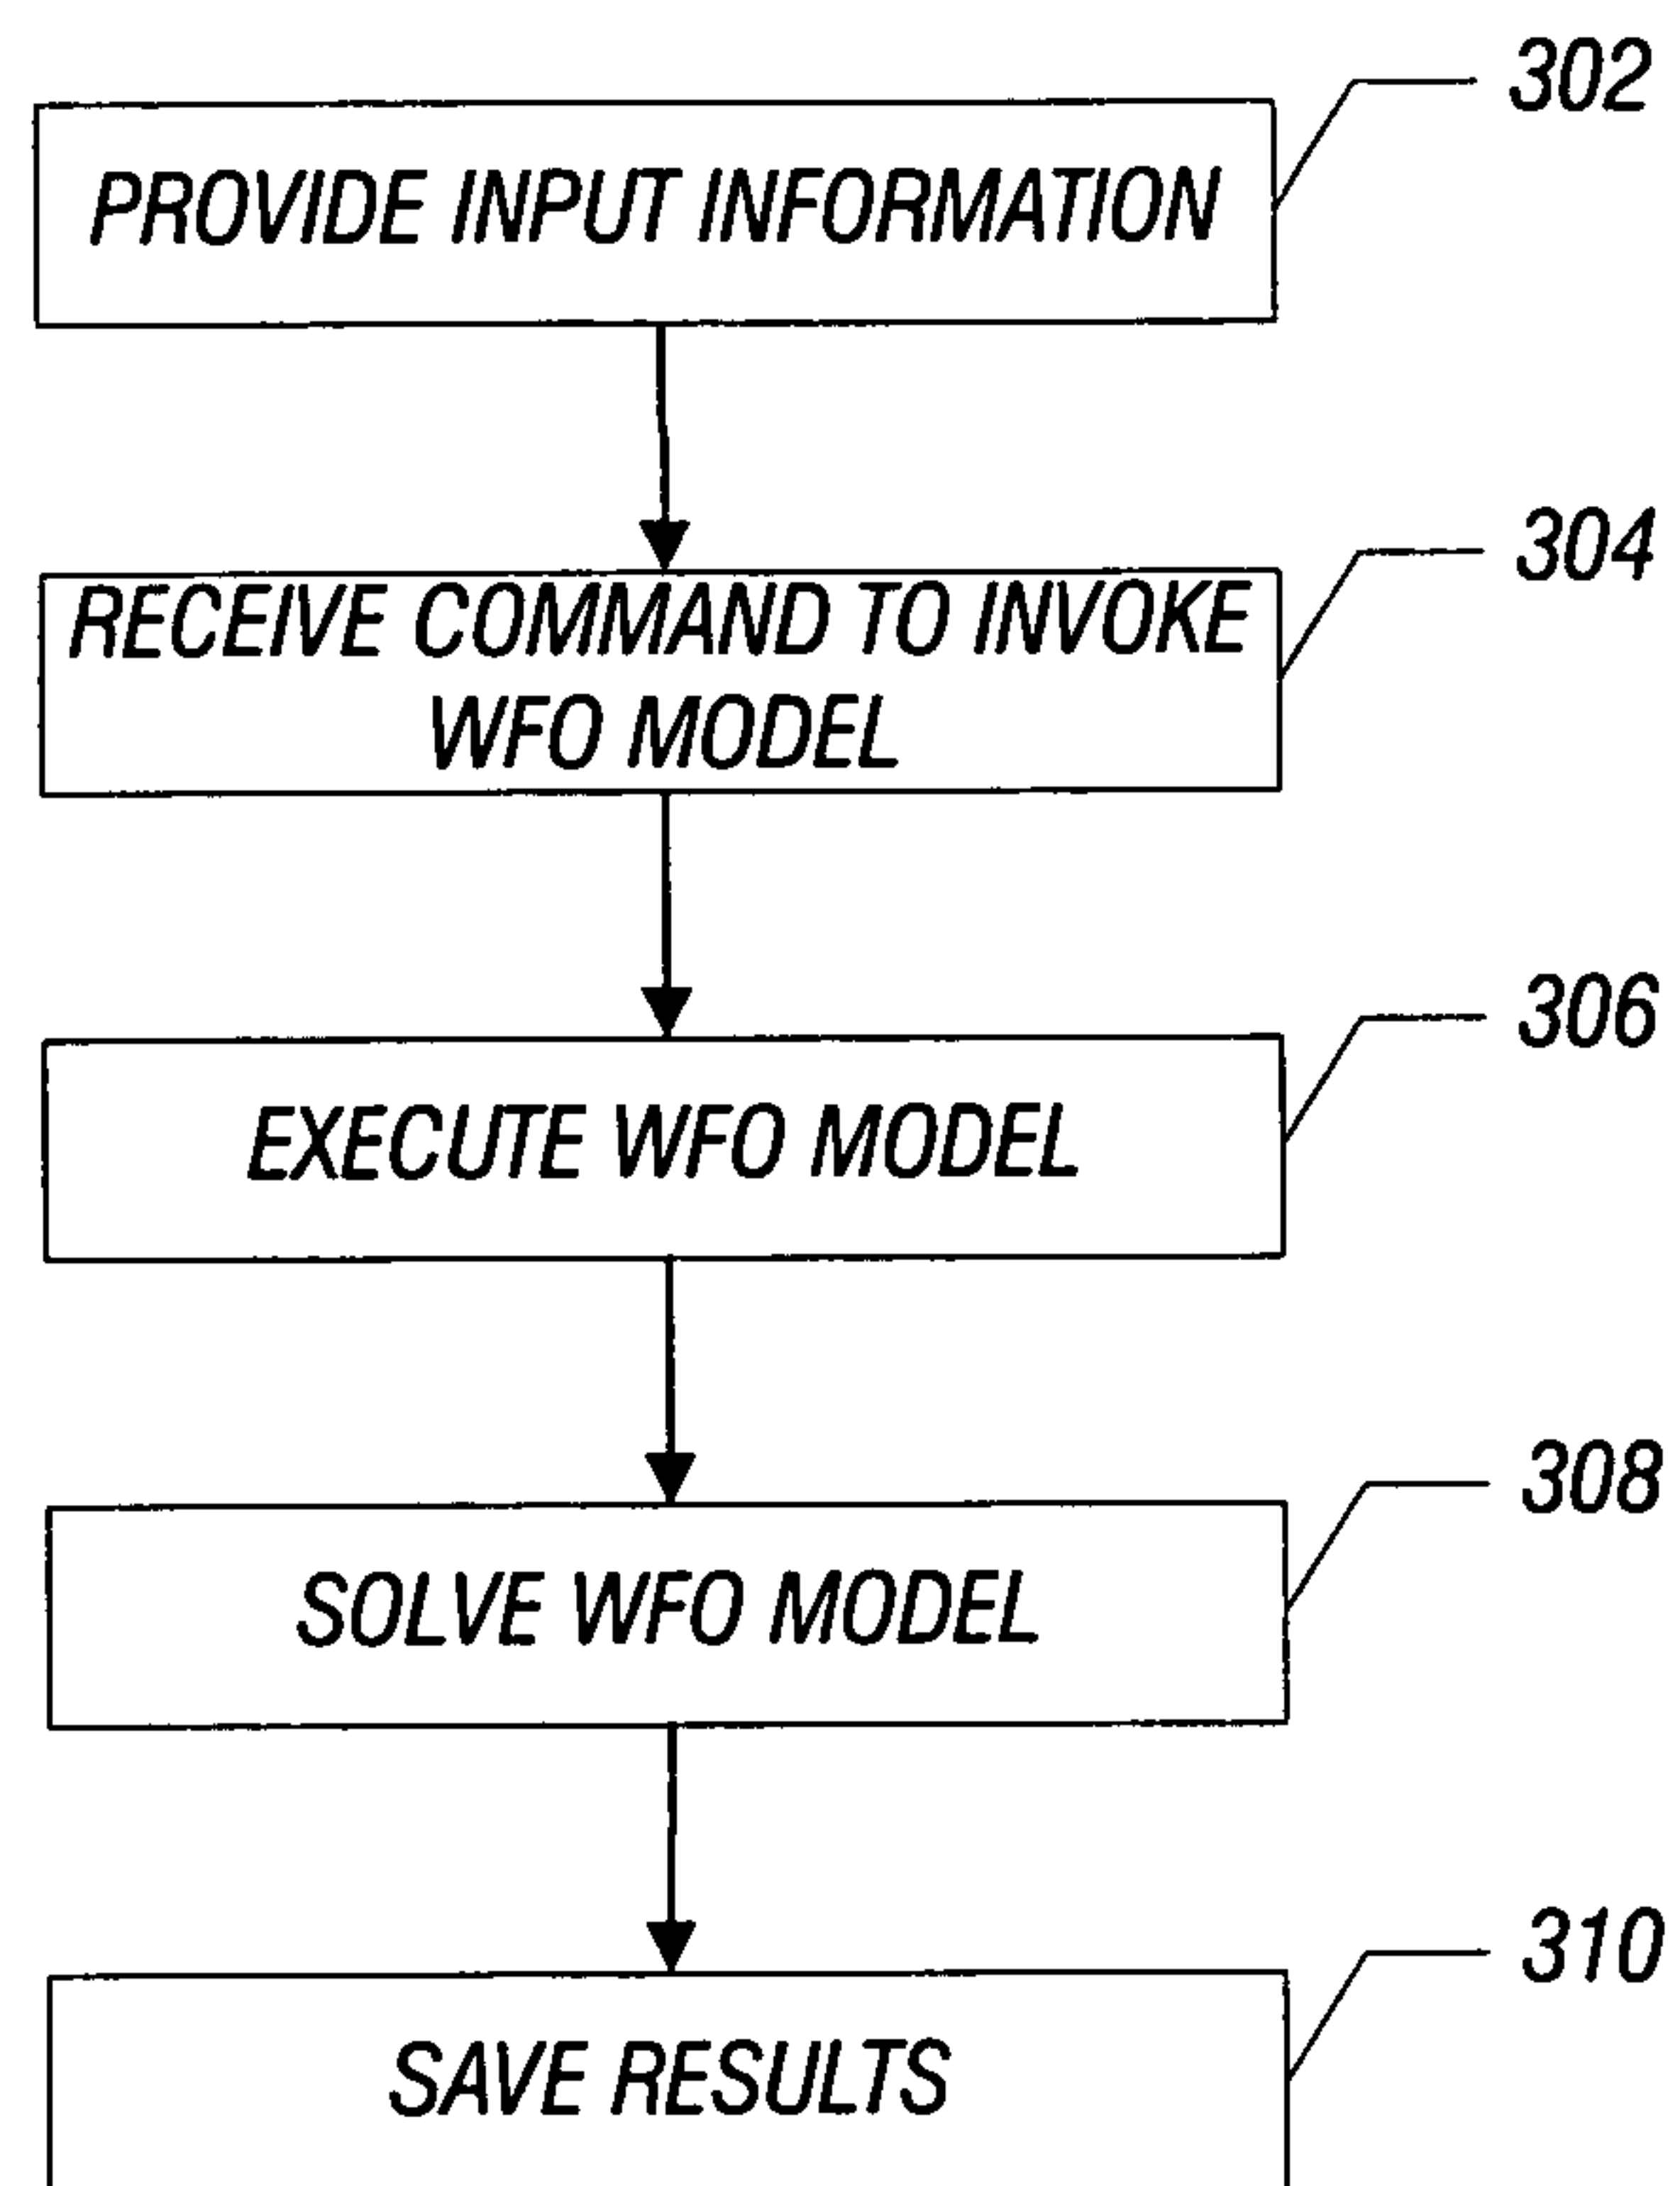 302
PROVIDE INPUT INFORMATION
304
RECEIVE COMMAND TO INVOKE
WFO MODEL
306
EXECUTE WFO MODEL
308
SOLVE WFO MODEL
310
SAVE RESULTS